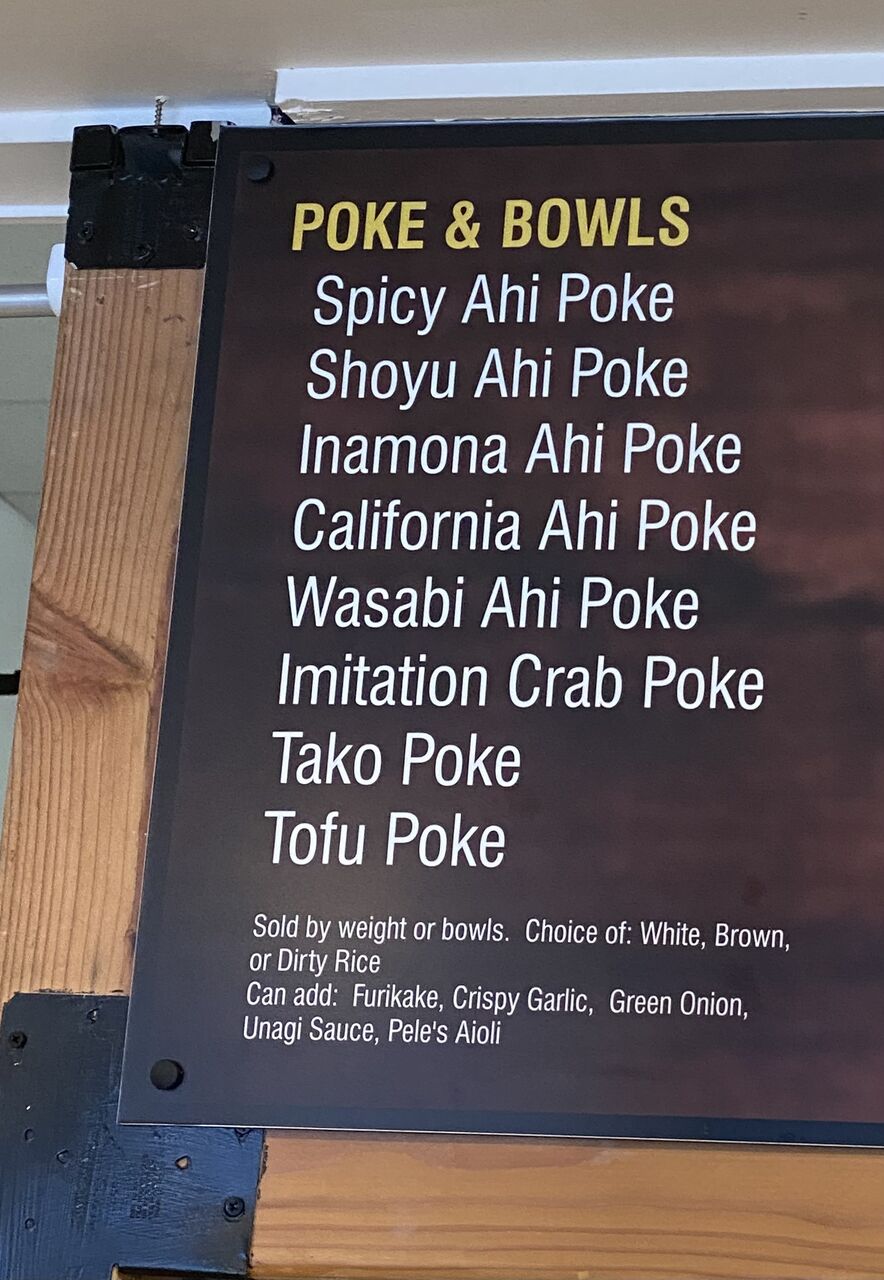 POKE & BOWLS
Spicy Ahi Poke
Shoyu Ahi Poke
Inamona Ahi Poke
California Ahi Poke
Wasabi Ahi Poke
Imitation Crab Poke
Tako Poke
Tofu Poke
Sold by weight or bowls. Choice of: White, Brown,
or Dirty Rice
Can add: Furikake, Crispy Garlic, Green Onion,
Unagi Sauce, Pele's Aioli